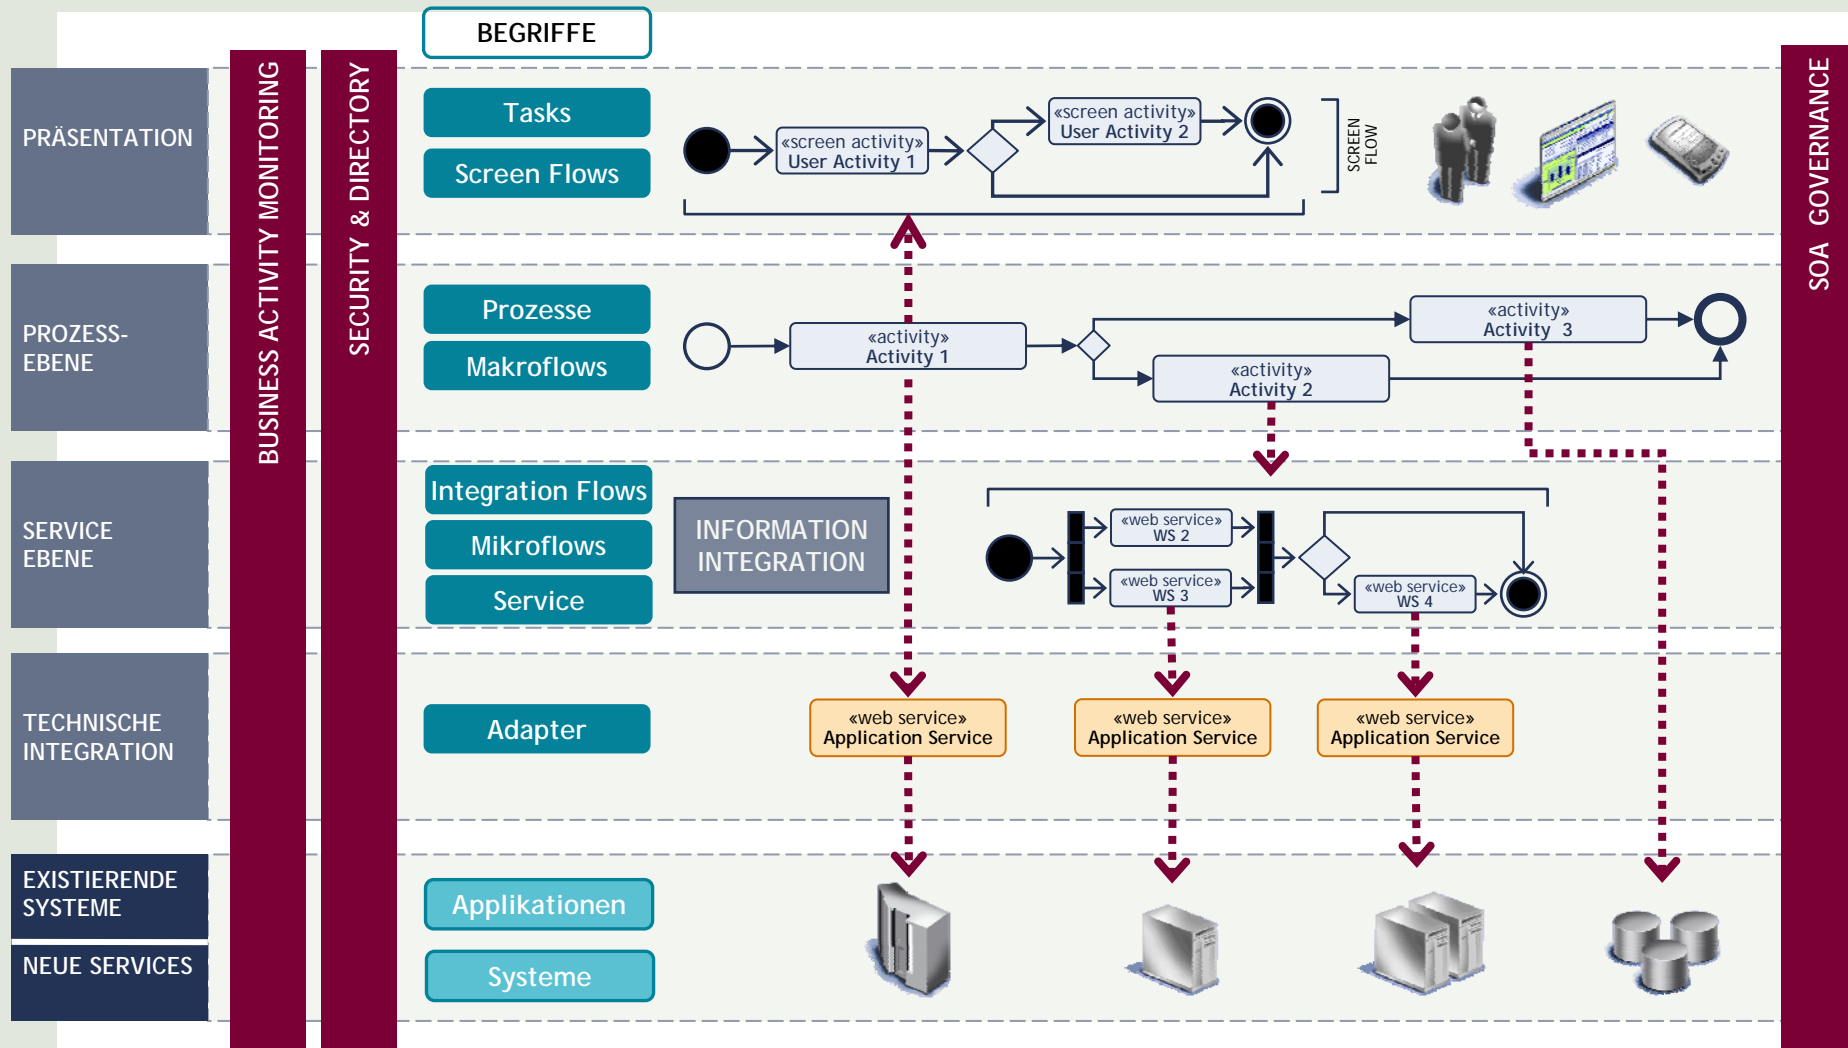 BEGRIFFE
BUSINESS ACTIVITY MONITORING
SECURITY & DIRECTORY
SOA GOVERNANCE
PRÄSENTATION
Tasks
Screen Flows
«screen activity»
User Activity 1
«screen activity»
User Activity 2
SCREEN
FLOW
PROZESS-
EBENE
Prozesse
Makroflows
«activity»
Activity 1
«activity»
Activity 2
«activity»
Activity 3
SERVICE
EBENE
Integration Flows
Mikroflows
Service
INFORMATION
INTEGRATION
«web service»
WS 2
«web service»
WS 3
«web service»
WS 4
TECHNISCHE
INTEGRATION
Adapter
«web service»
Application Service
«web service»
Application Service
«web service»
Application Service
EXISTIERENDE
SYSTEME
Applikationen
NEUE SERVICES
Systeme